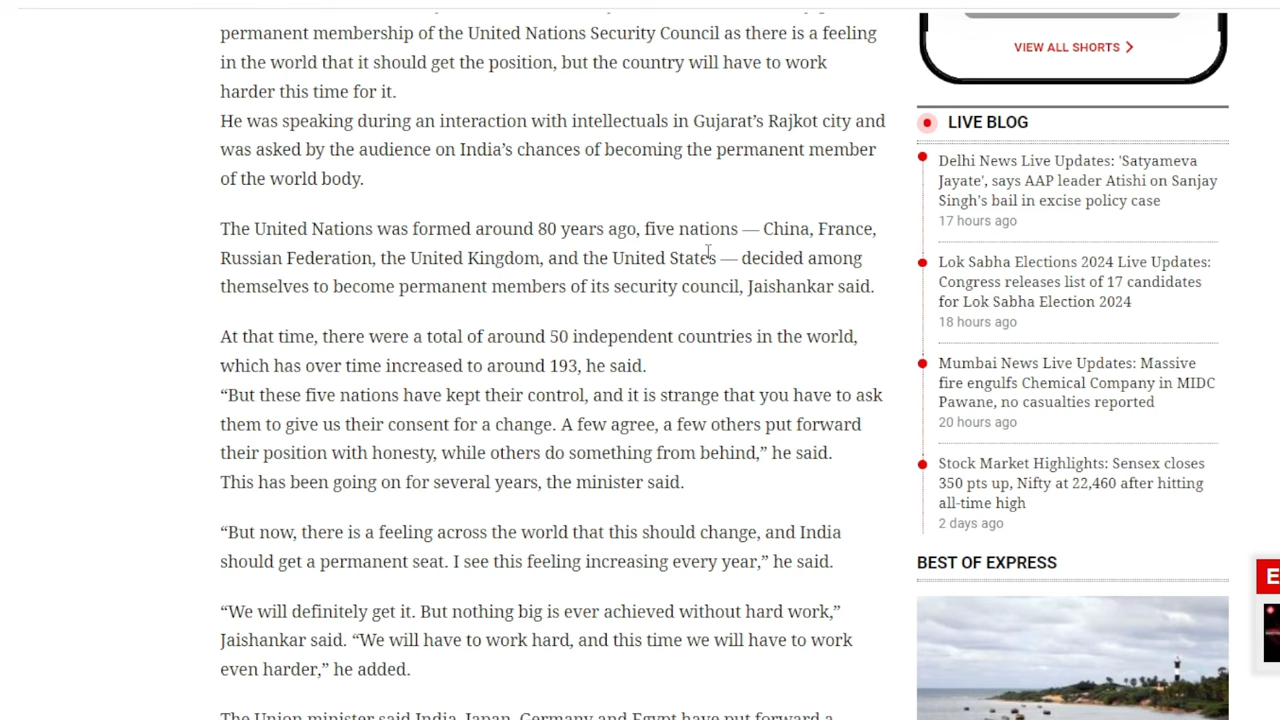 permanent membership of the United Nations Security Council as there is a feeling
in the world that it should get the position, but the country will have to work
harder this time for it.
He was speaking during an interaction with intellectuals in Gujarat’s Rajkot city and
was asked by the audience on India’s chances of becoming the permanent member
of the world body.
The United Nations was formed around 80 years ago, five nations — China, France,
Russian Federation, the United Kingdom, and the United States — decided among
themselves to become permanent members of its security council, Jaishankar said.
At that time, there were a total of around 50 independent countries in the world,
which has over time increased to around 193, he said.
“But these five nations have kept their control, and it is strange that you have to ask
them to give us their consent for a change. A few agree, a few others put forward
their position with honesty, while others do something from behind,” he said.
This has been going on for several years, the minister said.
“But now, there is a feeling across the world that this should change, and India
should get a permanent seat. I see this feeling increasing every year,” he said.
“We will definitely get it. But nothing big is ever achieved without hard work,”
Jaishankar said. “We will have to work hard, and this time we will have to work
even harder,” he added.
The Union minister said India, Japan, Germany and Egypt have put forward a
VIEW ALL SHORTS
LIVE BLOG
Delhi News Live Updates: 'Satyameva
Jayate', says AAP leader Atishi on Sanjay
Singh's bail in excise policy case
17 hours ago
Lok Sabha Elections 2024 Live Updates:
Congress releases list of 17 candidates
for Lok Sabha Election 2024
18 hours ago
Mumbai News Live Updates: Massive
fire engulfs Chemical Company in MIDC
Pawane, no casualties reported
20 hours ago
Stock Market Highlights: Sensex closes
350 pts up, Nifty at 22,460 after hitting
all-time high
2 days ago
BEST OF EXPRESS
E